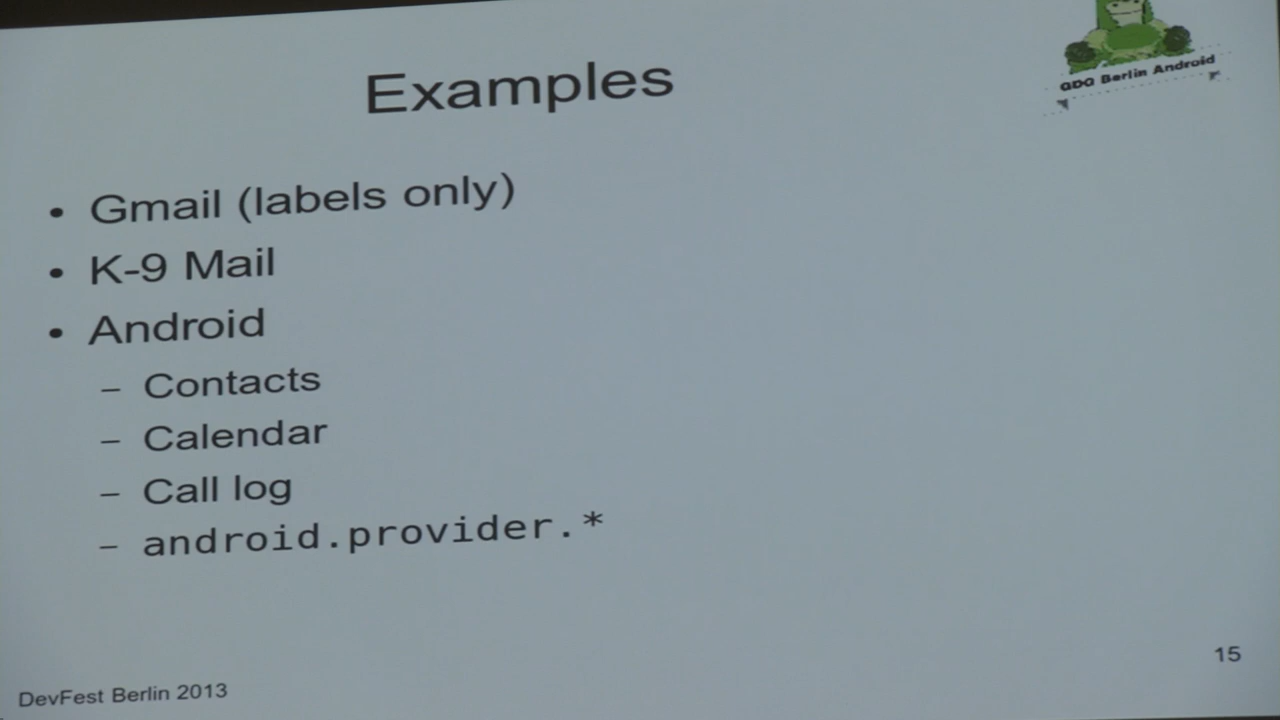 GDG Berlin Android
Examples
• Gmail (labels only)
• K-9 Mail
• Android
– Contacts
– Calendar
– Call log
– android.provider.*
15
DevFest Berlin 2013